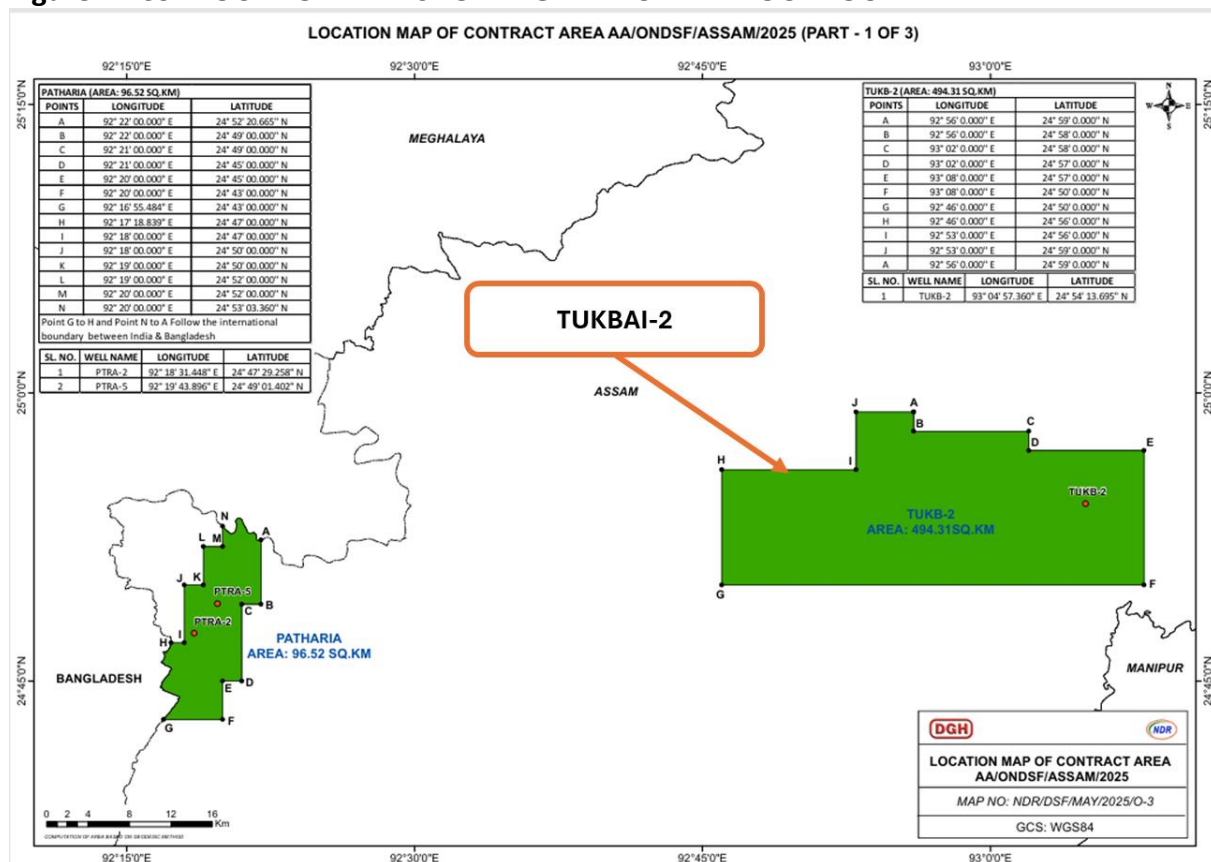 LOCATION MAP OF CONTRACT AREA AA/ONDSF/ASSAM/2025 (PART - 1 OF 3)
92°15'0"E 92°30'0"E 92°45'0"E 93°0'0"E
25°15'0"N
25°15'0"N
PATHARIA (AREA: 96.52 SQ.KM)
POINTS LONGITUDE LATITUDE
A 92° 22' 00.000" E 24° 52' 20.665" N
B 92° 22' 00.000" E 24° 49' 00.000" N
C 92° 21' 00.000" E 24° 49' 00.000" N
D 92° 21' 00.000" E 24° 45' 00.000" N
E 92° 20' 00.000" E 24° 45' 00.000" N
F 92° 20' 00.000" E 24° 43' 00.000" N
G 92° 16' 55.484" E 24° 43' 00.000" N
H 92° 17' 18.839" E 24° 47' 00.000" N
I 92° 18' 00.000" E 24° 47' 00.000" N
J 92° 18' 00.000" E 24° 50' 00.000" N
K 92° 19' 00.000" E 24° 50' 00.000" N
L 92° 19' 00.000" E 24° 52' 00.000" N
M 92° 20' 00.000" E 24° 52' 00.000" N
N 92° 20' 00.000" E 24° 53' 03.360" N
Point G to H and Point N to A Follow the international
boundary between India & Bangladesh
SL. NO. WELL NAME LONGITUDE LATITUDE
1 PTRA-2 92° 18' 31.448" E 24° 47' 29.258" N
2 PTRA-5 92° 19' 43.896" E 24° 49' 01.402" N
MEGHALAYA
TUKB-2 (AREA: 494.31 SQ.KM)
POINTS LONGITUDE LATITUDE
A 92° 56' 0.000" E 24° 59' 0.000" N
B 92° 56' 0.000" E 24° 58' 0.000" N
C 93° 02' 0.000" E 24° 58' 0.000" N
D 93° 02' 0.000" E 24° 57' 0.000" N
E 93° 08' 0.000" E 24° 57' 0.000" N
F 93° 08' 0.000" E 24° 50' 0.000" N
G 92° 46' 0.000" E 24° 50' 0.000" N
H 92° 46' 0.000" E 24° 56' 0.000" N
I 92° 53' 0.000" E 24° 56' 0.000" N
J 92° 53' 0.000" E 24° 59' 0.000" N
A 92° 56' 0.000" E 24° 59' 0.000" N
SL. NO. WELL NAME LONGITUDE LATITUDE
1 TUKB-2 93° 04' 57.360" E 24° 54' 13.695" N
N
W E
S
TUKBAI-2
ASSAM
25°0'0"N
25°0'0"N
J A
B C
D E
H I
TUKB-2
TUKB-2
AREA: 494.31SQ.KM
G F
N A
L M
J K
PTRA-5
C B
PTRA-2
H I
PATHARIA
AREA: 96.52 SQ.KM
BANGLADESH
E D
G F
MANIPUR
24°45'0"N
24°45'0"N
DGH NDR
LOCATION MAP OF CONTRACT AREA
AA/ONDSF/ASSAM/2025
MAP NO: NDR/DSF/MAY/2025/O-3
GCS: WGS84
0 2 4 8 12 16
Km
COMPUTATION OF AREA BASED ON GEODESIC METHOD
92°15'0"E 92°30'0"E 92°45'0"E 93°0'0"E